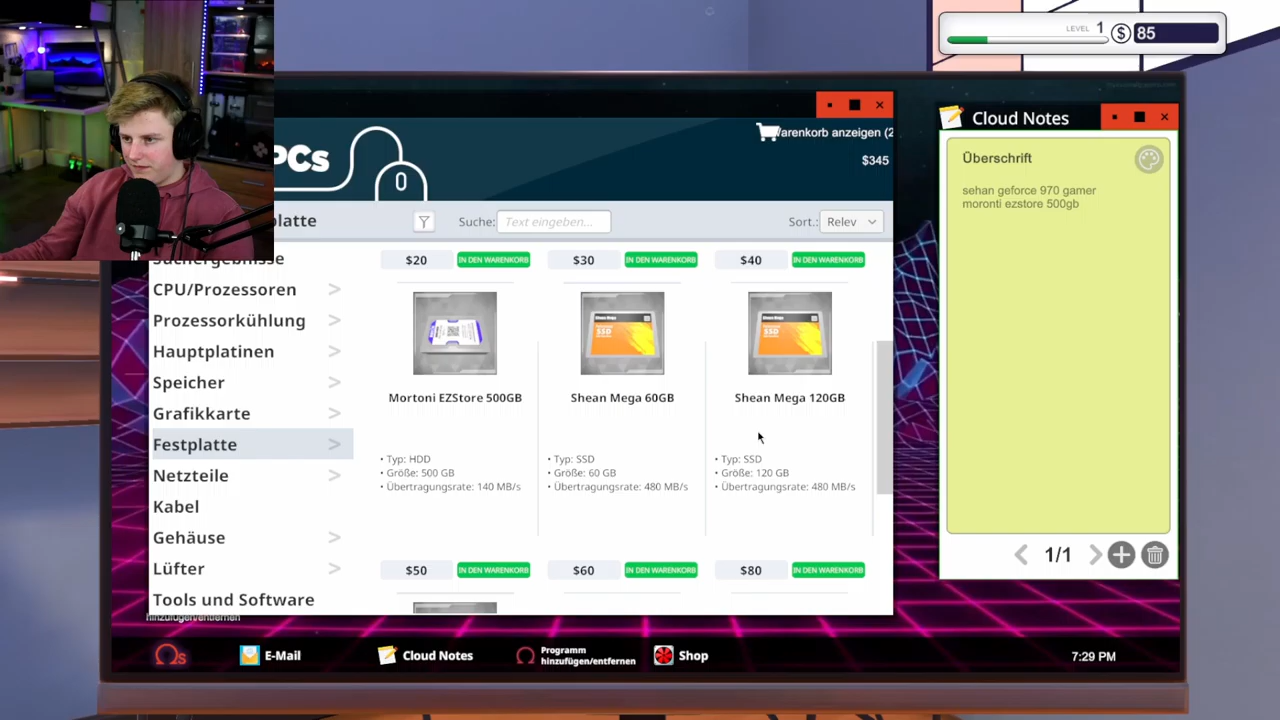 LEVEL 1 $ 85
PCs
Warenkorb anzeigen (2
$345
Cloud Notes
Überschrift
sehan geforce 970 gamer
moronti ezstore 500gb
1/1
platte
Suche: Text eingeben...
Sort.: Relev
Suchergebnisse
CPU/Prozessoren >
Prozessorkühlung >
Hauptplatinen >
Speicher >
Grafikkarte >
Festplatte >
Netzteile >
Kabel
Gehäuse >
Lüfter >
Tools und Software
hinzufügen/entfernen
$20 IN DEN WARENKORB $30 IN DEN WARENKORB $40 IN DEN WARENKORB
Mortoni EZStore 500GB
• Typ: HDD
• Größe: 500 GB
• Übertragungsrate: 140 MB/s
$50 IN DEN WARENKORB
Shean Mega 60GB
• Typ: SSD
• Größe: 60 GB
• Übertragungsrate: 480 MB/s
$60 IN DEN WARENKORB
Shean Mega 120GB
• Typ: SSD
• Größe: 120 GB
• Übertragungsrate: 480 MB/s
$80 IN DEN WARENKORB
Os
E-Mail
Cloud Notes
Programm
hinzufügen/entfernen
Shop
7:29 PM